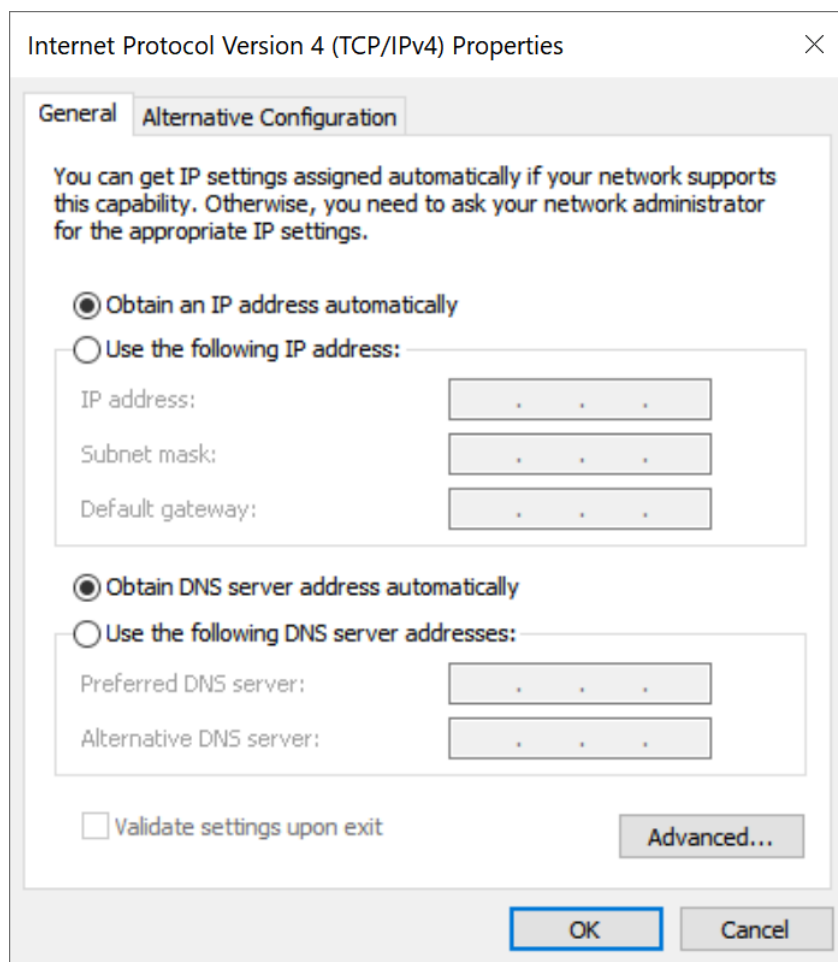 Internet Protocol Version 4 (TCP/IPv4) Properties
General
Alternative Configuration
You can get IP settings assigned automatically if your network supports
this capability. Otherwise, you need to ask your network administrator
for the appropriate IP settings.
Obtain an IP address automatically
Use the following IP address:
IP address:
. . .
Subnet mask:
. . .
Default gateway:
. . .
Obtain DNS server address automatically
Use the following DNS server addresses:
Preferred DNS server:
. . .
Alternative DNS server:
. . .
Validate settings upon exit
Advanced...
OK
Cancel